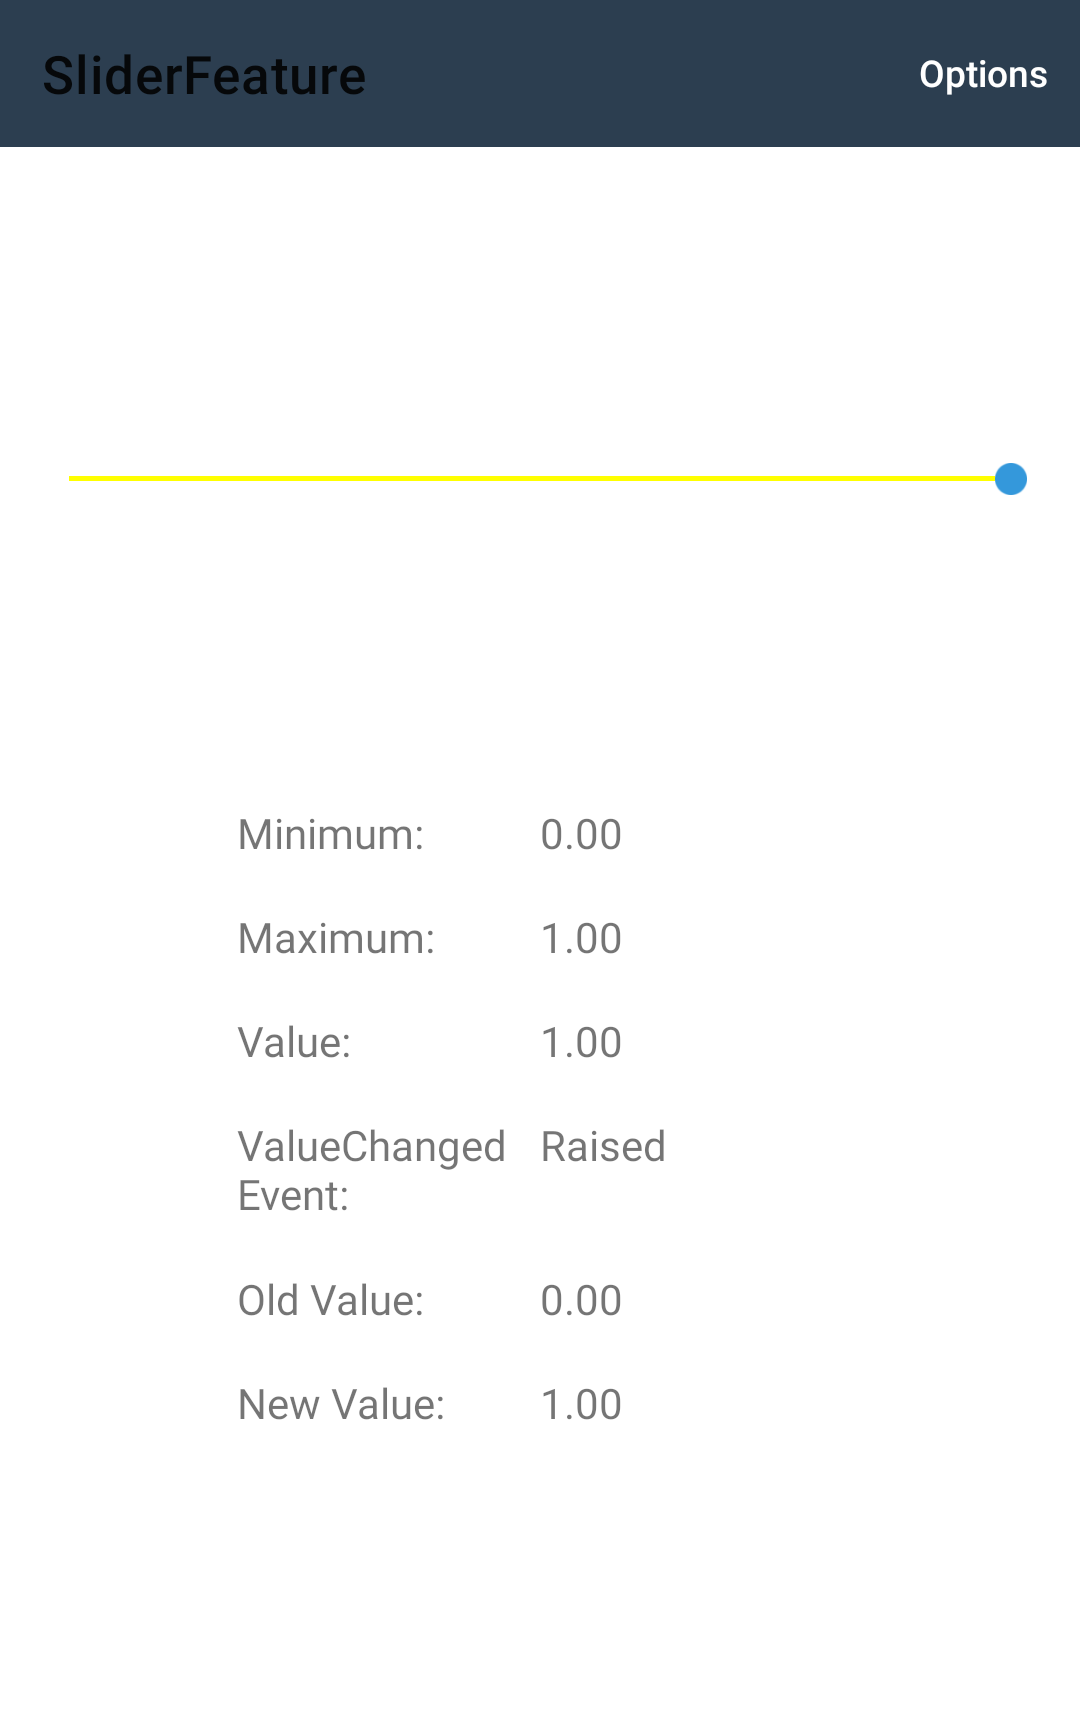 SliderFeature
Options
Minimum: 0.00
Maximum: 1.00
Value: 1.00
ValueChanged Raised
Event:
Old Value: 0.00
New Value: 1.00